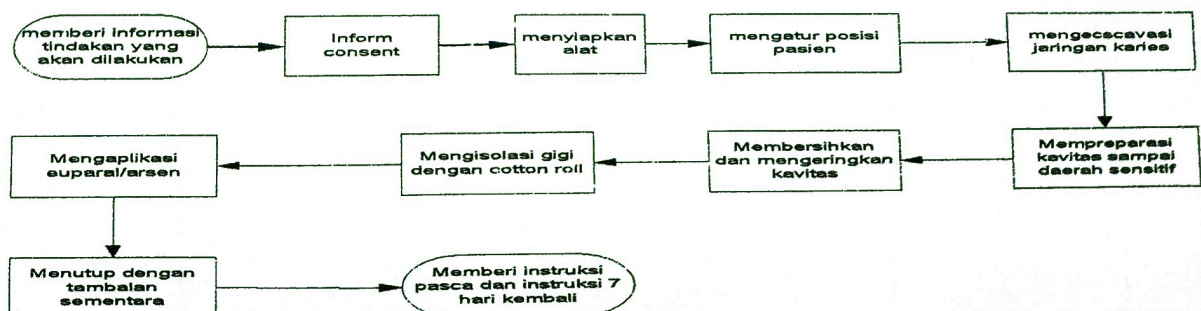 memberi informasi
tindakan yang
akan dilakukan
Inform
consent
menyiapkan
alat
mengatur posisi
pasien
mengecscavasi
jaringan karies
Mempreparasi
kavitas sampai
daerah sensitif
Membersihkan
dan mengeringkan
kavitas
Mengisolasi gigi
dengan cotton roll
Mengaplikasi
euparal/arsen
Menutup dengan
tambalan
sementara
Memberi instruksi
pasca dan instruksi 7
hari kembali